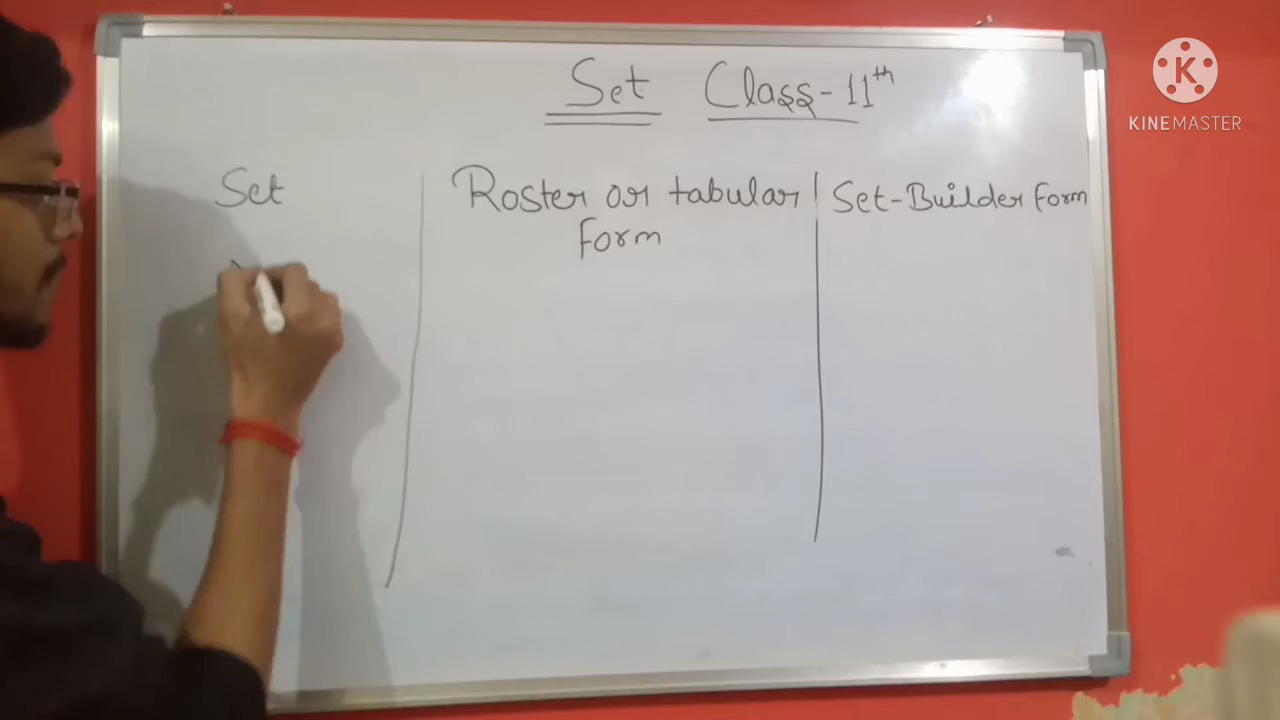 Set Class-11th
Set
Roster or tabular
form
Set-Builder form
K
KINEMASTER